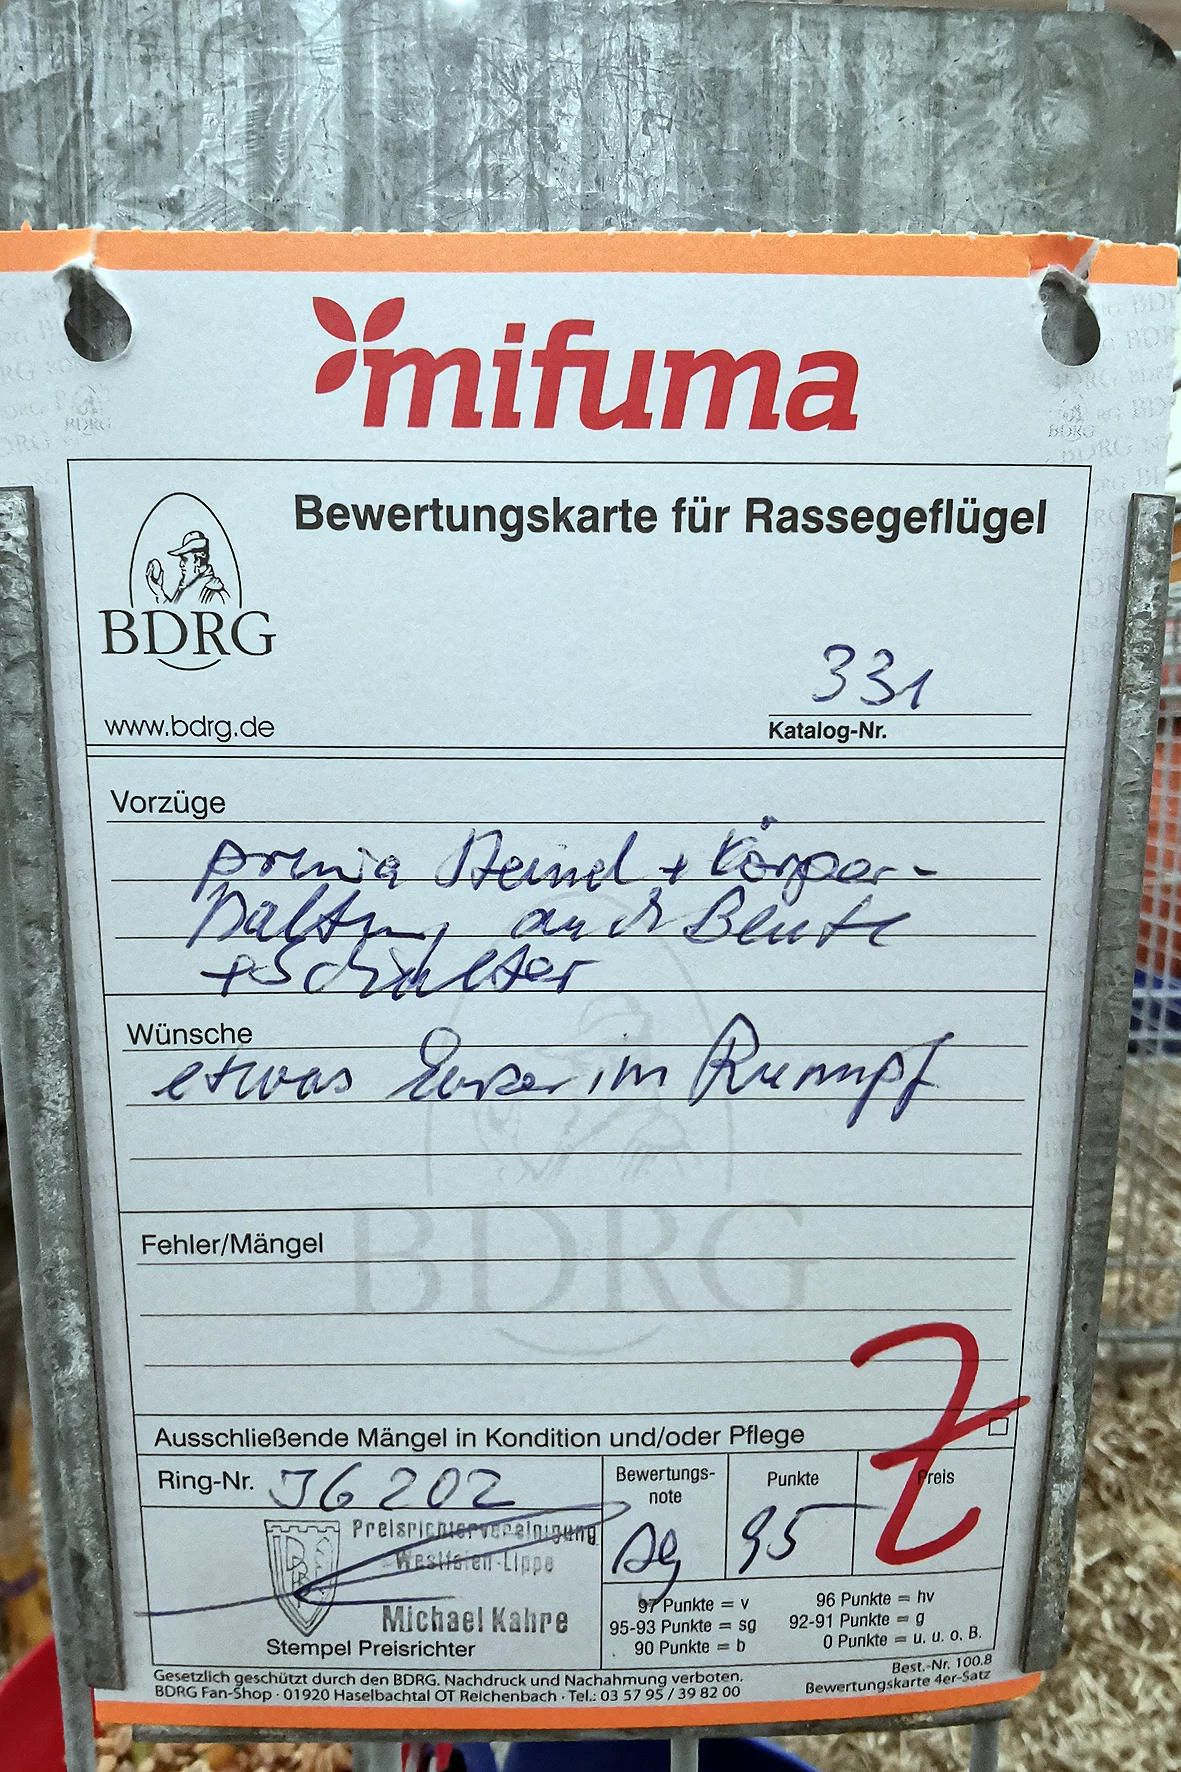 mifuma
Bewertungskarte für Rassegeflügel
BDRG
www.bdrg.de
331
Katalog-Nr.
Vorzüge
prima + Körper-
haltung auch Beute
+ Schulter
Wünsche
etwas kürzer im Rumpf
BDRG
Fehler/Mängel
Ausschließende Mängel in Kondition und/oder Pflege
Ring-Nr. JG 202
Bewertungs-
note
sg
Punkte
95
Preis
Z
Preisrichtervereinigung
Westfalen-Lippe
Michael Kahre
Stempel Preisrichter
97 Punkte = v
96 Punkte = hv
95-93 Punkte = sg
92-91 Punkte = g
90 Punkte = b
0 Punkte = u. u. o. B.
Gesetzlich geschützt durch den BDRG. Nachdruck und Nachahmung verboten.
BDRG Fan-Shop · 01920 Haselbachtal OT Reichenbach · Tel.: 03 57 95 / 39 82 00
Best.-Nr. 100.8
Bewertungskarte 4er-Satz